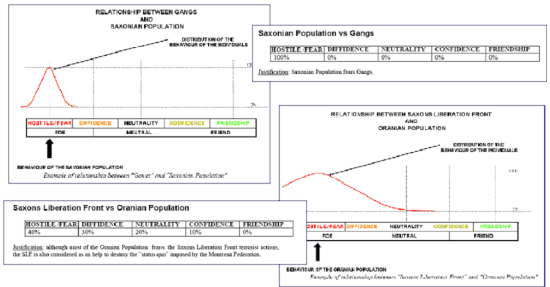 RELATIONSHIP BETWEEN GANGS
AND
SAXONIAN POPULATION
DISTRIBUTION OF THE
BEHAVIOUR OF THE INDIVIDUALS
HOSTILE/FEAR DIFFIDENCE NEUTRALITY CONFIDENCE FRIENDSHIP
FOE NEUTRAL FRIEND
BEHAVIOUR OF THE SAXONIAN POPULATION
Example of relationship between "Gangs" and "Saxonian Population"
Saxonian Population vs Gangs
HOSTILE/FEAR DIFFIDENCE NEUTRALITY CONFIDENCE FRIENDSHIP
100% 0% 0% 0% 0%
Justification: Saxonian Population fears Gangs.
RELATIONSHIP BETWEEN SAXONS LIBERATION FRONT
AND
ORANIAN POPULATION
DISTRIBUTION OF THE
BEHAVIOUR OF THE INDIVIDUALS
HOSTILE/FEAR DIFFIDENCE NEUTRALITY CONFIDENCE FRIENDSHIP
FOE NEUTRAL FRIEND
BEHAVIOUR OF THE ORANIAN POPULATION
Example of relationship between "Saxons Liberation Front" and "Oranian Population"
Saxons Liberation Front vs Oranian Population
HOSTILE/FEAR DIFFIDENCE NEUTRALITY CONFIDENCE FRIENDSHIP
40% 30% 20% 10% 0%
Justification: although most of the Oranian Population fears the Saxons Liberation Front terrorist actions,
the SLF is also considered as an help to destroy the "status quo" imposed by the Montena Federation.